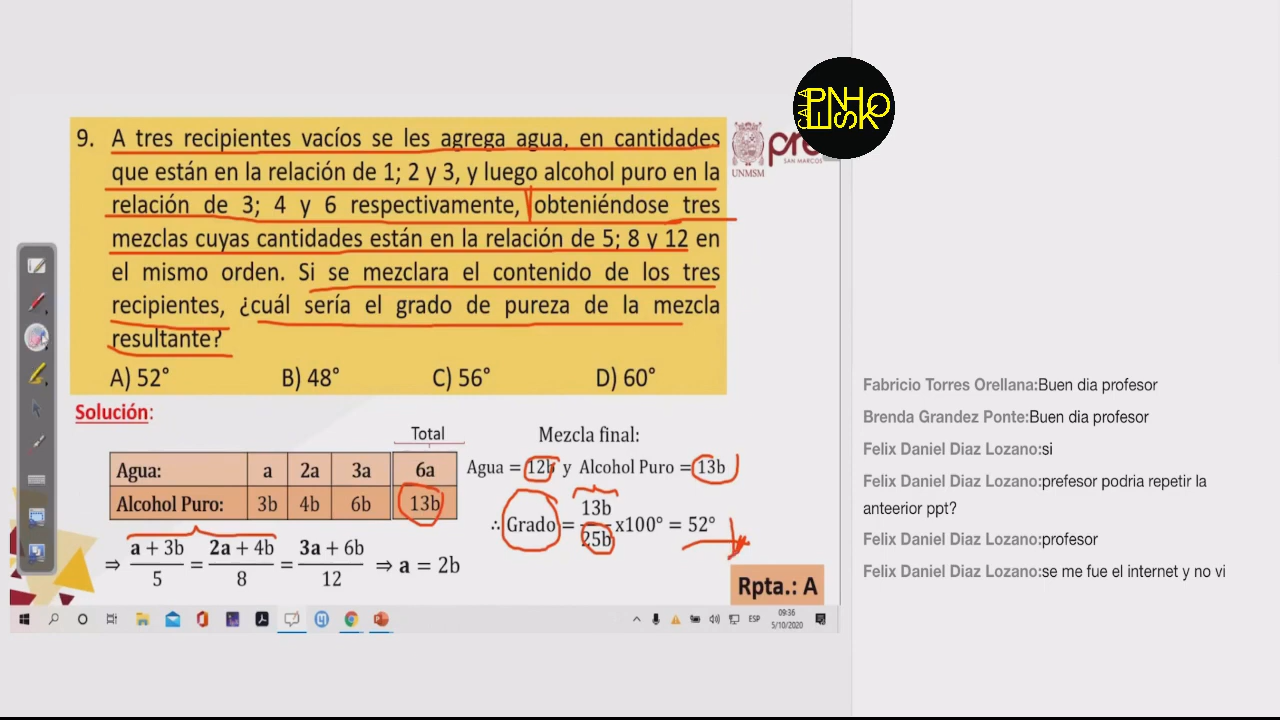 CALA
PENHO
ESK
9. A tres recipientes vacíos se les agrega agua, en cantidades
que están en la relación de 1; 2 y 3, y luego alcohol puro en la
relación de 3; 4 y 6 respectivamente, obteniéndose tres
mezclas cuyas cantidades están en la relación de 5; 8 y 12 en
el mismo orden. Si se mezclara el contenido de los tres
recipientes, ¿cuál sería el grado de pureza de la mezcla
resultante?
A) 52° B) 48° C) 56° D) 60°
UNMSM
pre
SAN MARCOS
Solución:
Total
Agua: a 2a 3a 6a
Alcohol Puro: 3b 4b 6b 13b
⇒ a + 3b / 5 = 2a + 4b / 8 = 3a + 6b / 12 ⇒ a = 2b
Mezcla final:
Agua = 12b y Alcohol Puro = 13b
∴ Grado = 13b / 25b x100° = 52°
Rpta.: A
ESP
09:36
5/10/2020
Fabricio Torres Orellana:Buen dia profesor
Brenda Grandez Ponte:Buen dia profesor
Felix Daniel Diaz Lozano:si
Felix Daniel Diaz Lozano:prefesor podria repetir la
anteerior ppt?
Felix Daniel Diaz Lozano:profesor
Felix Daniel Diaz Lozano:se me fue el internet y no vi